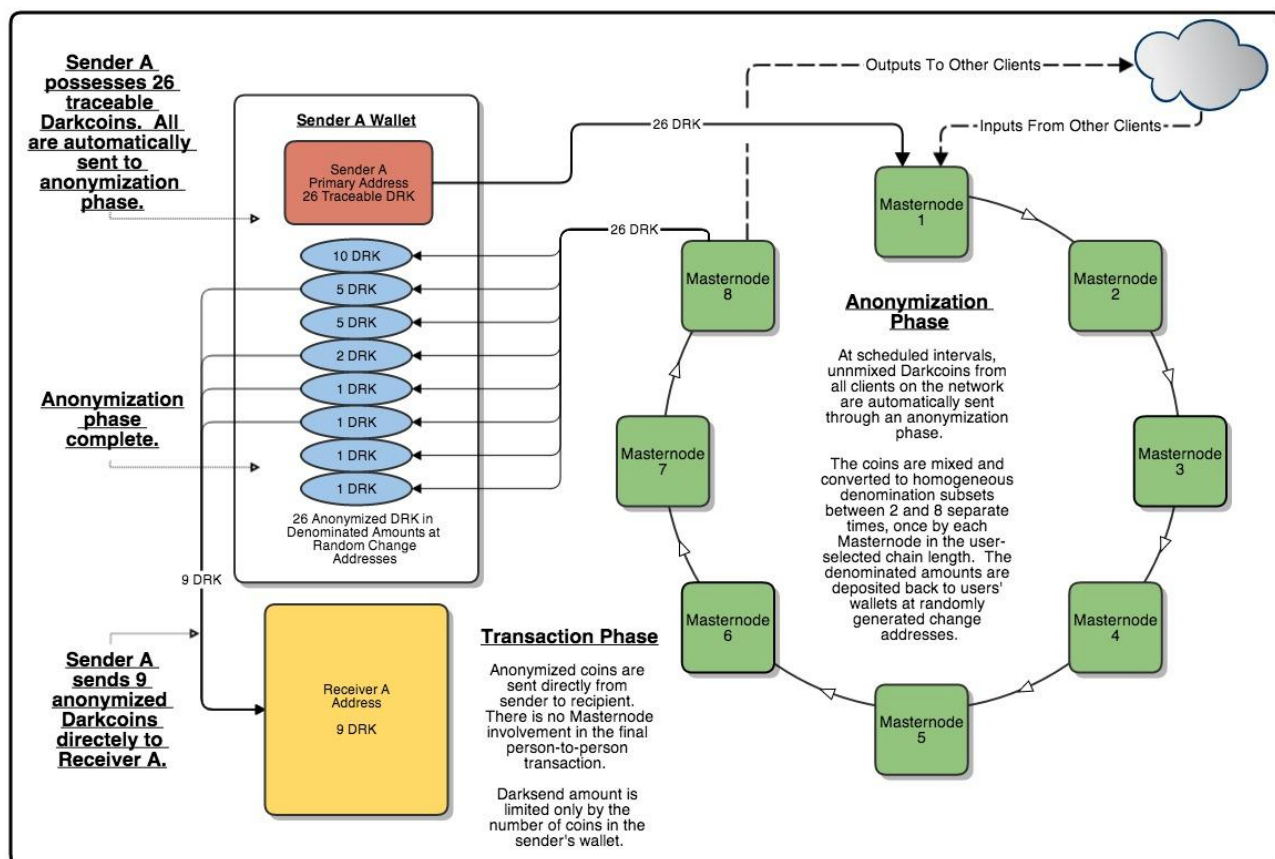 Sender A
possesses 26
traceable
Darkcoins. All
are automatically
sent to
anonymization
phase.
Anonymization
phase
complete.
Sender A
sends 9
anonymized
Darkcoins
directely to
Receiver A.
Sender A Wallet
Sender A
Primary Address
26 Traceable DRK
10 DRK
5 DRK
5 DRK
2 DRK
1 DRK
1 DRK
1 DRK
1 DRK
26 Anonymized DRK in
Denominated Amounts at
Random Change
Addresses
9 DRK
Receiver A
Address
9 DRK
26 DRK
26 DRK
Outputs To Other Clients
Inputs From Other Clients
Masternode
1
Masternode
2
Masternode
3
Masternode
4
Masternode
5
Masternode
6
Masternode
7
Masternode
8
Anonymization
Phase
At scheduled intervals,
unnmixed Darkcoins from
all clients on the network
are automatically sent
through an anonymization
phase.
The coins are mixed and
converted to homogeneous
denomination subsets
between 2 and 8 separate
times, once by each
Masternode in the user-
selected chain length. The
denominated amounts are
deposited back to users'
wallets at randomly
generated change
addresses.
Transaction Phase
Anonymized coins are
sent directly from
sender to recipient.
There is no Masternode
involvement in the final
person-to-person
transaction.
Darksend amount is
limited only by the
number of coins in the
sender's wallet.